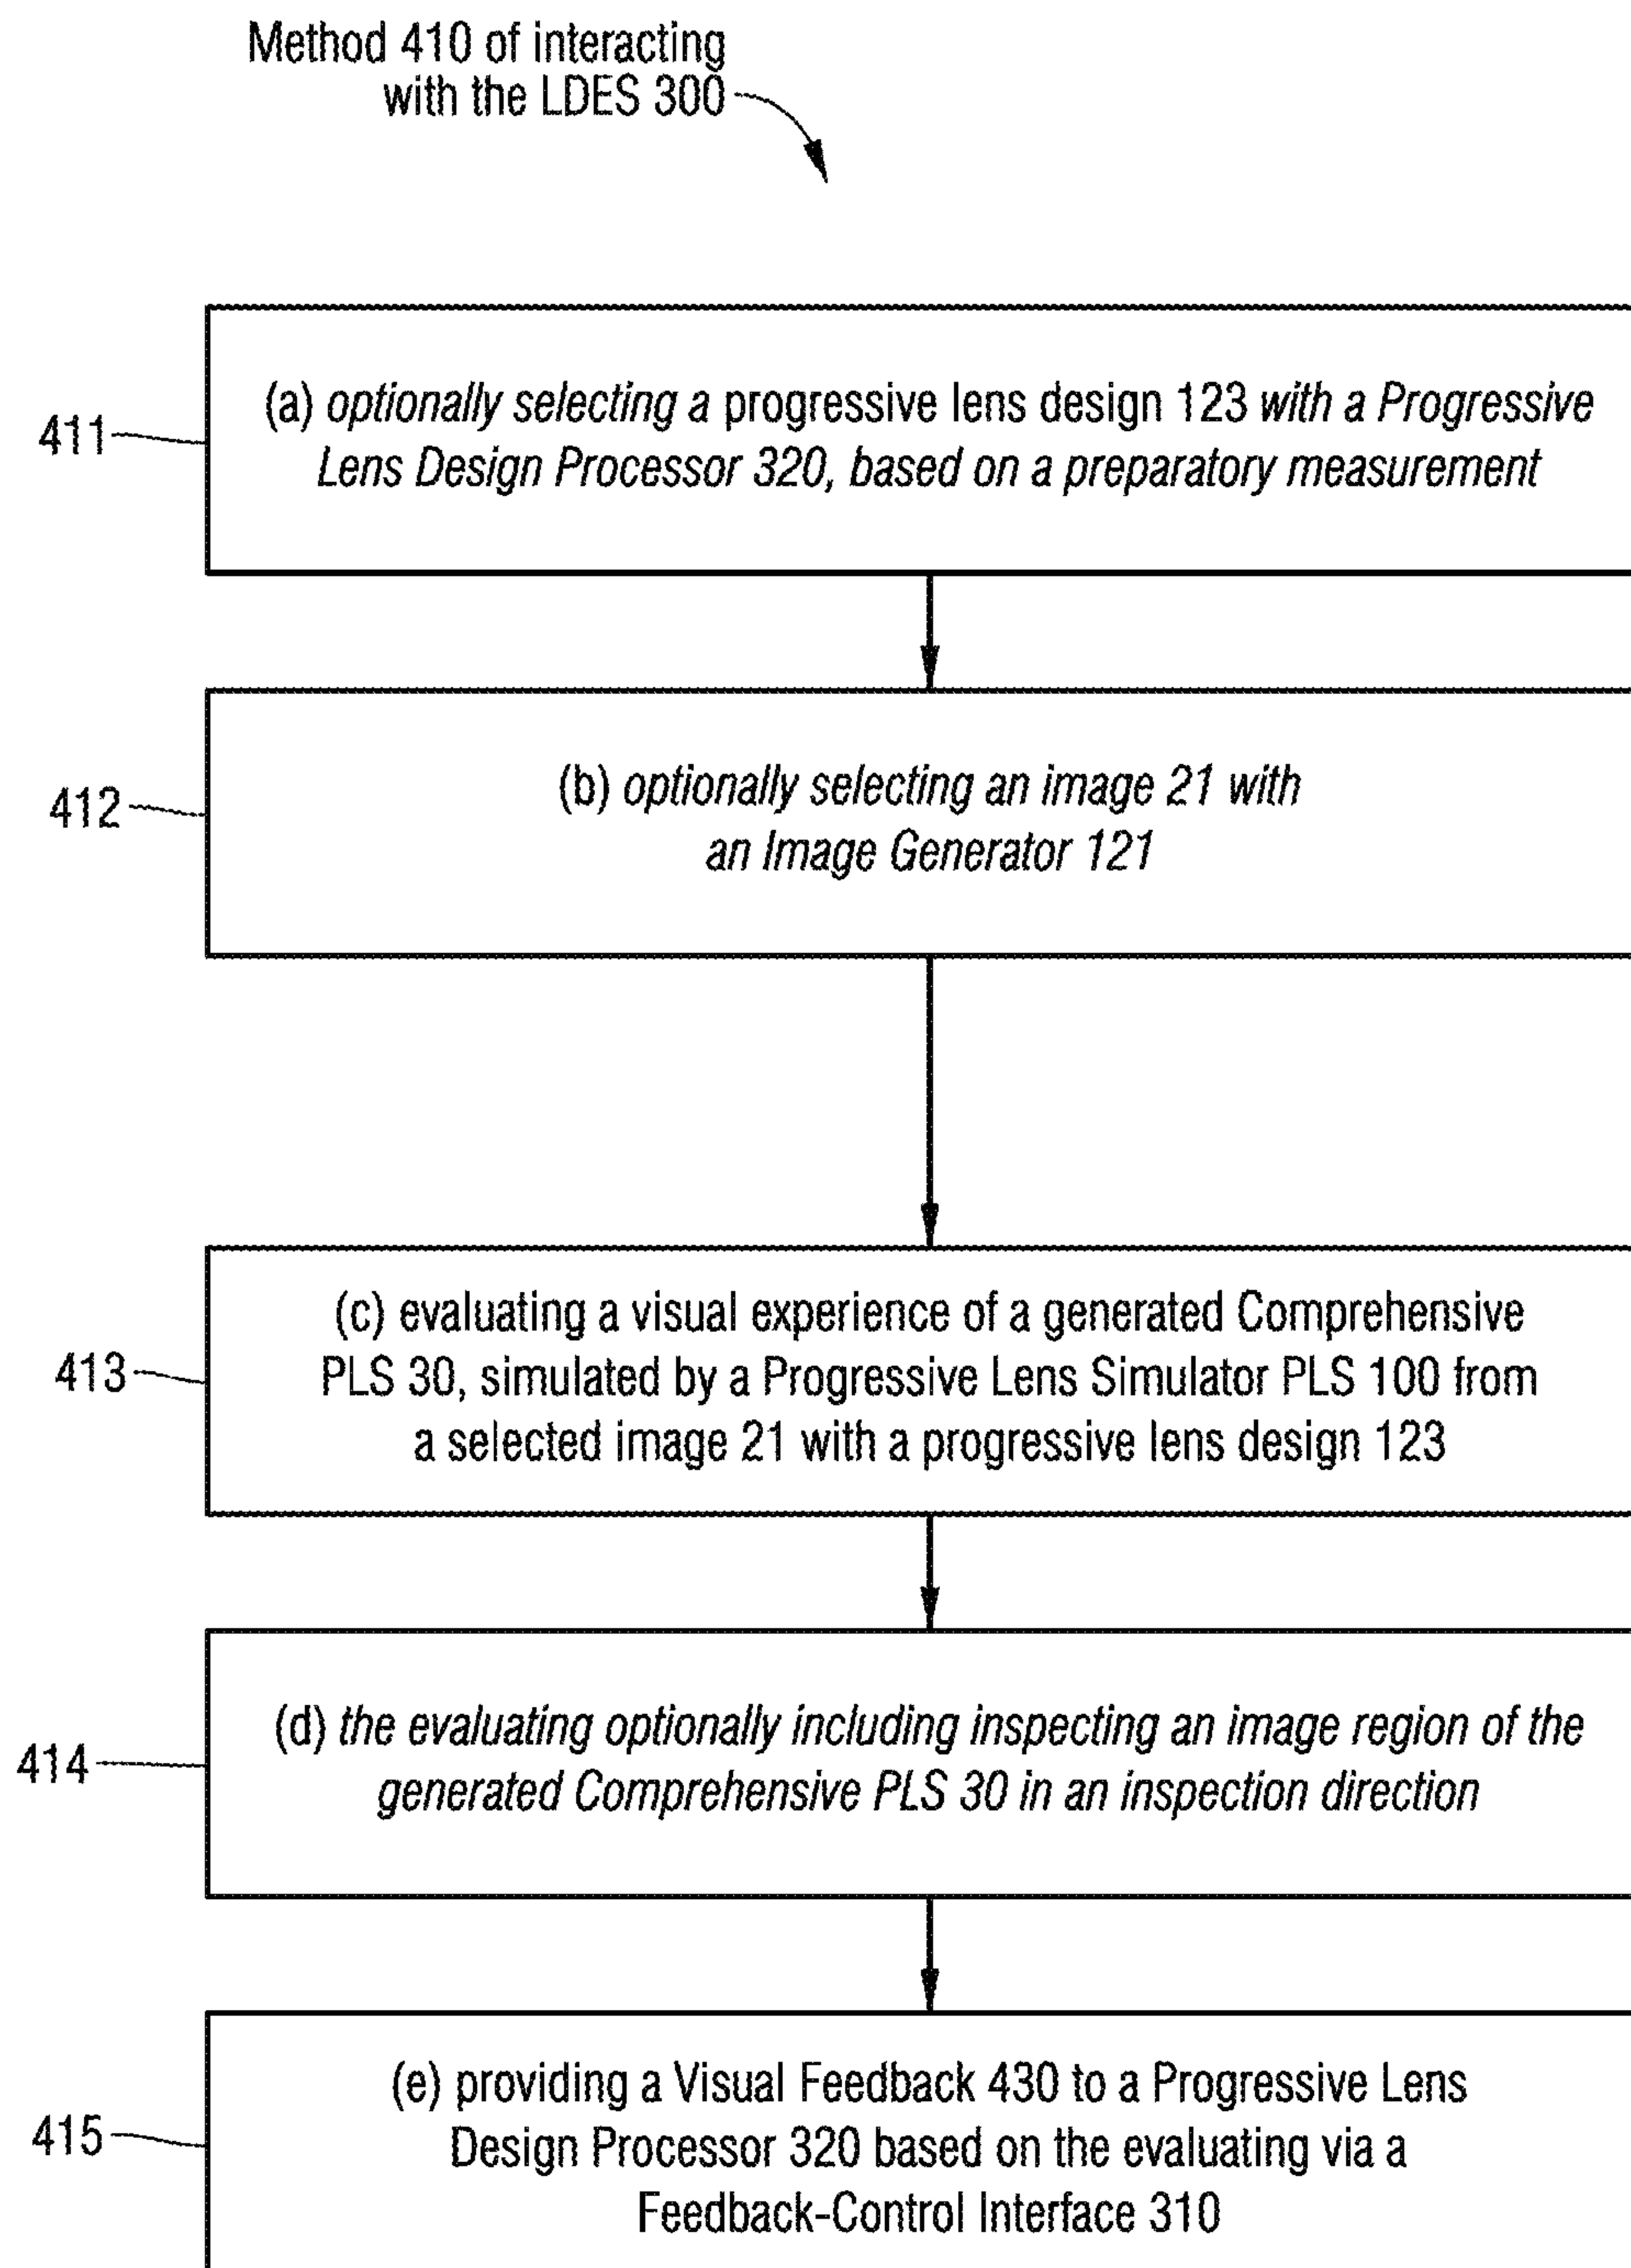 Method 410 of interacting
with the LDES 300
411
(a) optionally selecting a progressive lens design 123 with a Progressive
Lens Design Processor 320, based on a preparatory measurement
412
(b) optionally selecting an image 21 with
an Image Generator 121
413
(c) evaluating a visual experience of a generated Comprehensive
PLS 30, simulated by a Progressive Lens Simulator PLS 100 from
a selected image 21 with a progressive lens design 123
414
(d) the evaluating optionally including inspecting an image region of the
generated Comprehensive PLS 30 in an inspection direction
415
(e) providing a Visual Feedback 430 to a Progressive Lens
Design Processor 320 based on the evaluating via a
Feedback-Control Interface 310